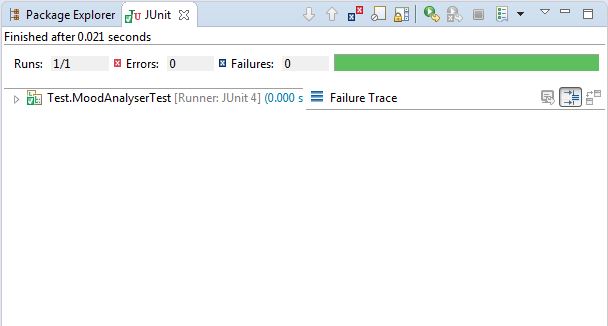 Package Explorer JUnit
Finished after 0.021 seconds
Runs: 1/1 Errors: 0 Failures: 0
Test.MoodAnalyserTest [Runner: JUnit 4] (0.000 s Failure Trace